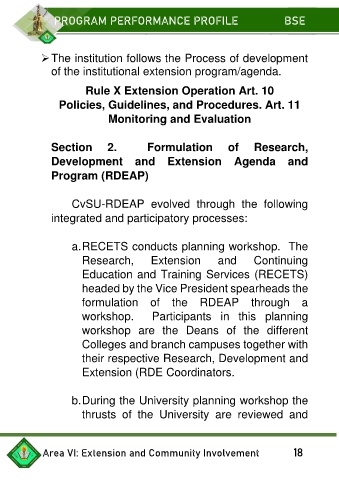 PROGRAM PERFORMANCE PROFILE BSE
➢The institution follows the Process of development
of the institutional extension program/agenda.
Rule X Extension Operation Art. 10
Policies, Guidelines, and Procedures. Art. 11
Monitoring and Evaluation
Section 2. Formulation of Research,
Development and Extension Agenda and
Program (RDEAP)
CvSU-RDEAP evolved through the following
integrated and participatory processes:
a.RECETS conducts planning workshop. The
Research, Extension and Continuing
Education and Training Services (RECETS)
headed by the Vice President spearheads the
formulation of the RDEAP through a
workshop. Participants in this planning
workshop are the Deans of the different
Colleges and branch campuses together with
their respective Research, Development and
Extension (RDE Coordinators.
b.During the University planning workshop the
thrusts of the University are reviewed and
Area VI: Extension and Community Involvement 18